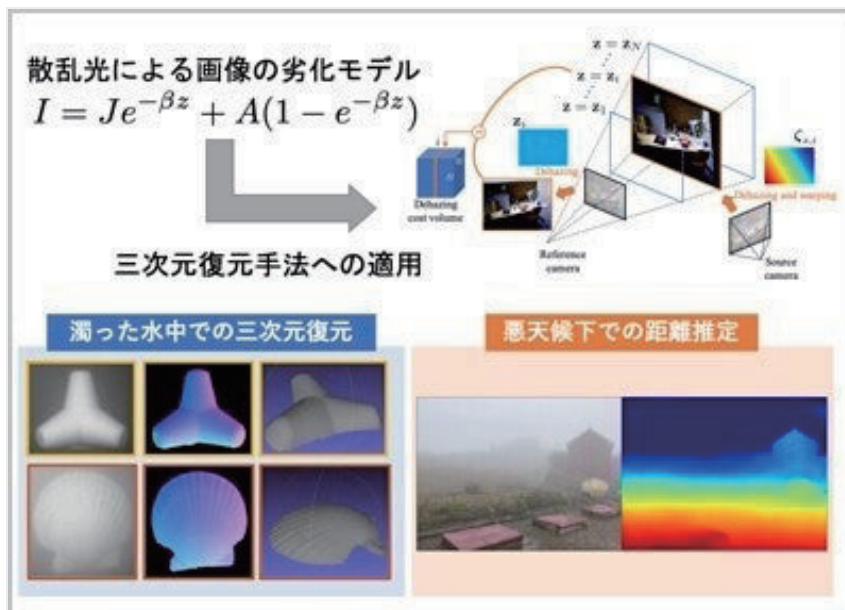 散乱光による画像の劣化モデル
I = Je^{-βz} + A(1 - e^{-βz})
三次元復元手法への適用
z = z_N
z = z_i
z = z_1
z_i
ζ_{s,i}
Dehazing
Dehazing and warping
Dehazing
cost volume
Reference
camera
Source
camera
濁った水中での三次元復元
悪天候下での距離推定